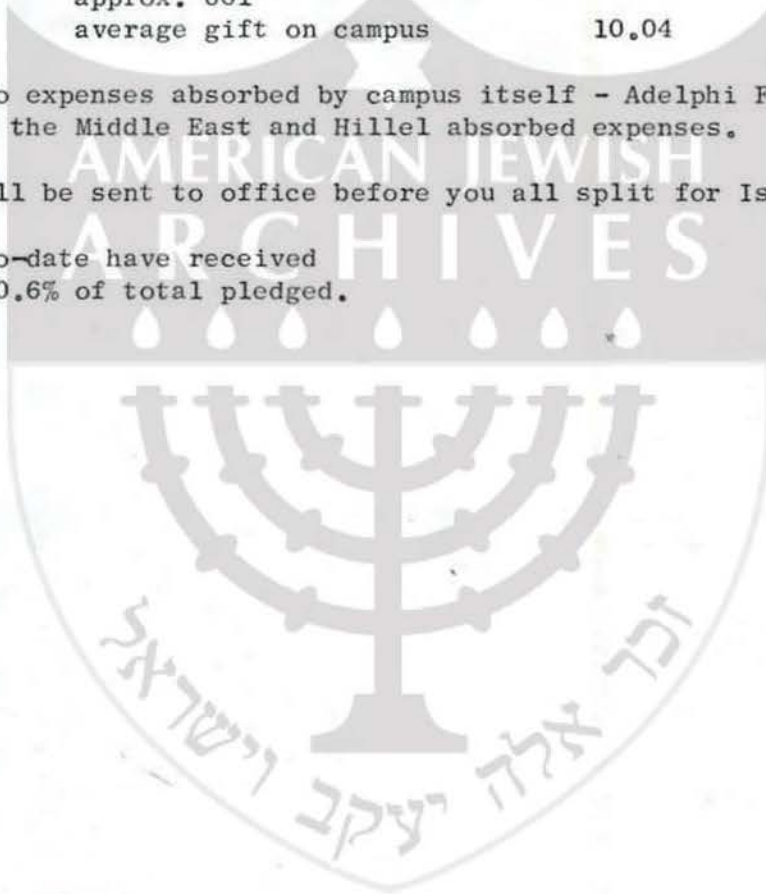 average gift on campus 10.04
expenses absorbed by campus itself - Adelphi
the Middle East and Hillel absorbed expenses.
AMERICAN JEWISH
ll be sent to office before you all split for Is
ARCHIVES
o-date have received
0.6% of total pledged.
זכר אלה יעקב וישראל